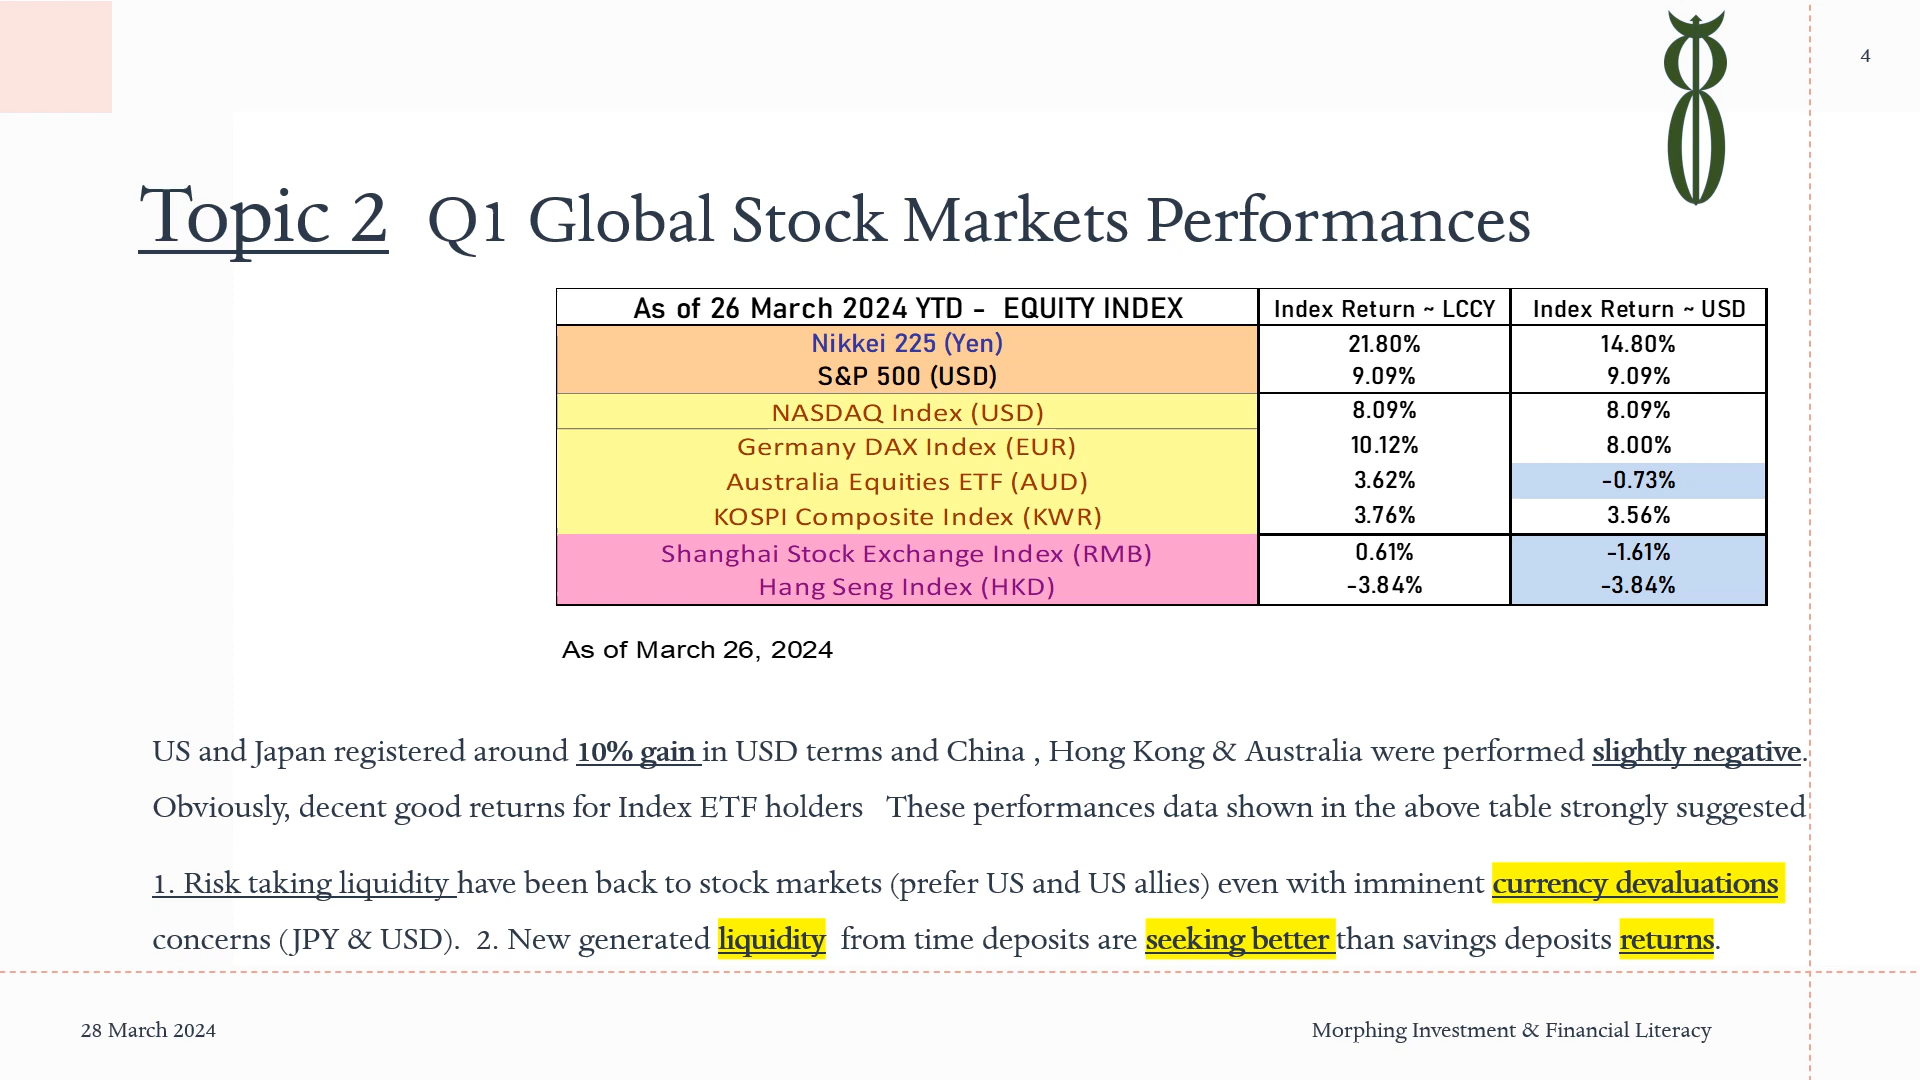 4
Topic 2 Q1 Global Stock Markets Performances
As of 26 March 2024 YTD - EQUITY INDEX Index Return ~ LCCY Index Return ~ USD
Nikkei 225 (Yen) 21.80% 14.80%
S&P 500 (USD) 9.09% 9.09%
NASDAQ Index (USD) 8.09% 8.09%
Germany DAX Index (EUR) 10.12% 8.00%
Australia Equities ETF (AUD) 3.62% -0.73%
KOSPI Composite Index (KWR) 3.76% 3.56%
Shanghai Stock Exchange Index (RMB) 0.61% -1.61%
Hang Seng Index (HKD) -3.84% -3.84%
As of March 26, 2024
US and Japan registered around 10% gain in USD terms and China , Hong Kong & Australia were performed slightly negative.
Obviously, decent good returns for Index ETF holders These performances data shown in the above table strongly suggested
1. Risk taking liquidity have been back to stock markets (prefer US and US allies) even with imminent currency devaluations
concerns (JPY & USD). 2. New generated liquidity from time deposits are seeking better than savings deposits returns.
28 March 2024 Morphing Investment & Financial Literacy